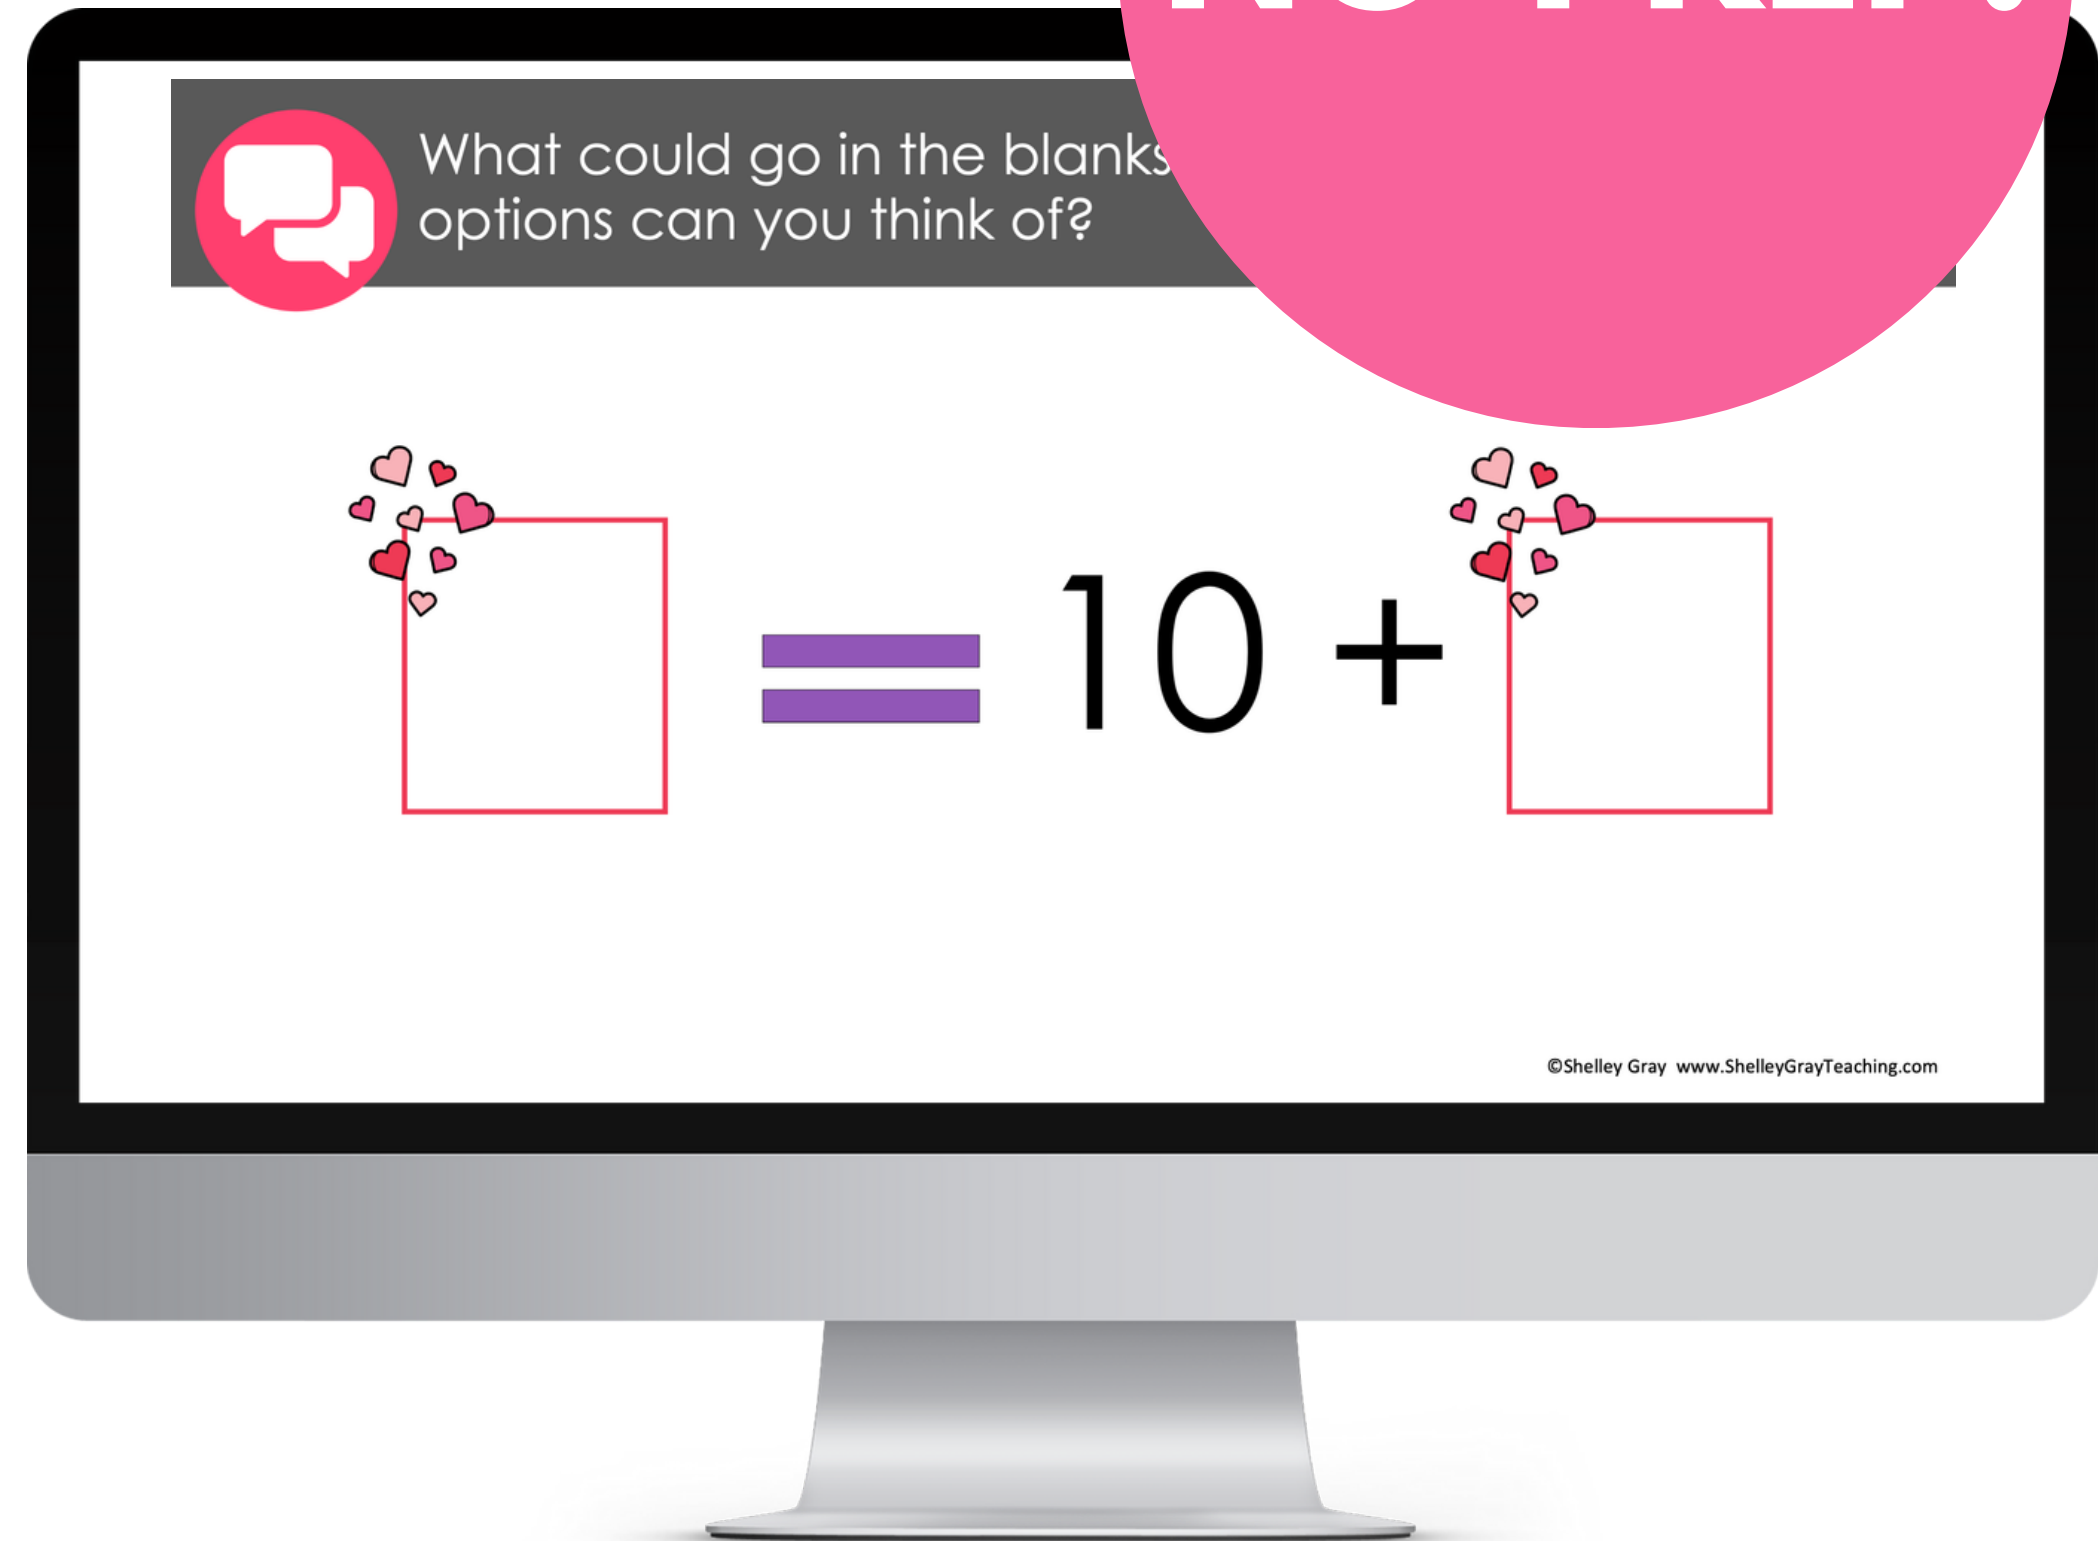 What could go in the blanks
options can you think of?
= 10 +
©Shelley Gray www.ShelleyGrayTeaching.com